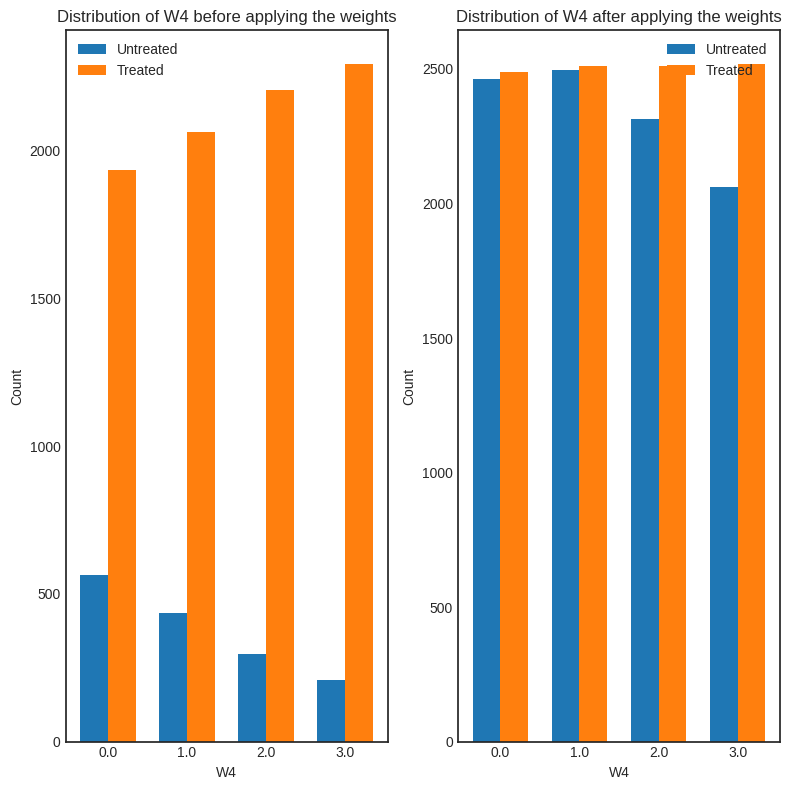 Distribution of W4 before applying the weights
Untreated
Treated
2000
1500
1000
500
0
Count
0.0 1.0 2.0 3.0
W4
Distribution of W4 after applying the weights
Untreated
Treated
2500
2000
1500
1000
500
0
Count
0.0 1.0 2.0 3.0
W4